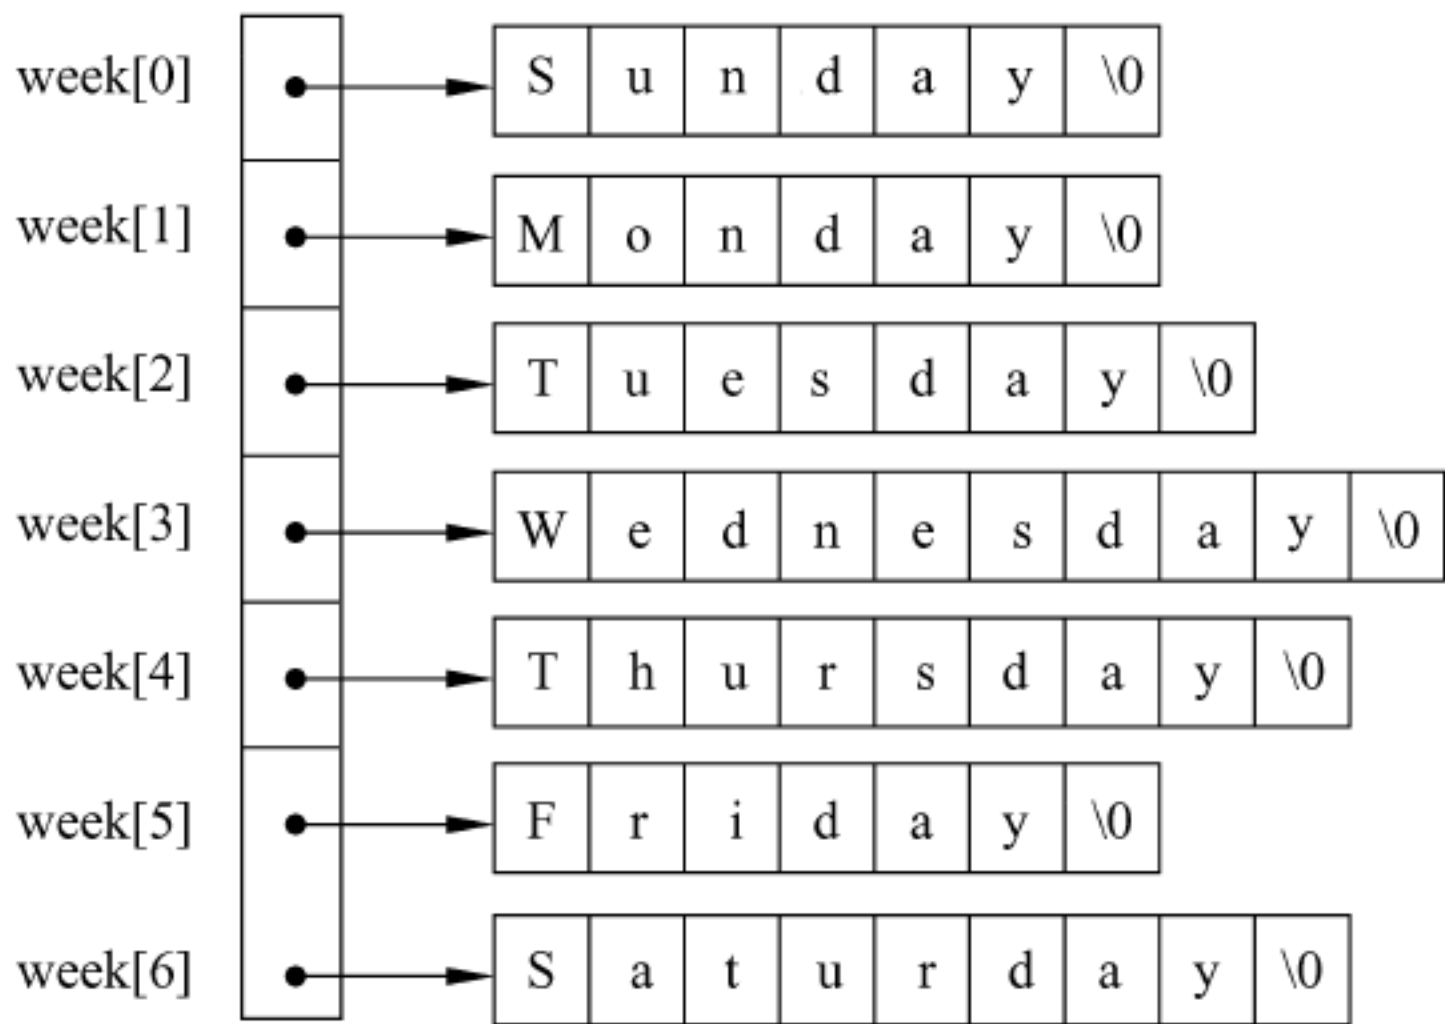 week[0] S u n d a y \0
week[1] M o n d a y \0
week[2] T u e s d a y \0
week[3] W e d n e s d a y \0
week[4] T h u r s d a y \0
week[5] F r i d a y \0
week[6] S a t u r d a y \0